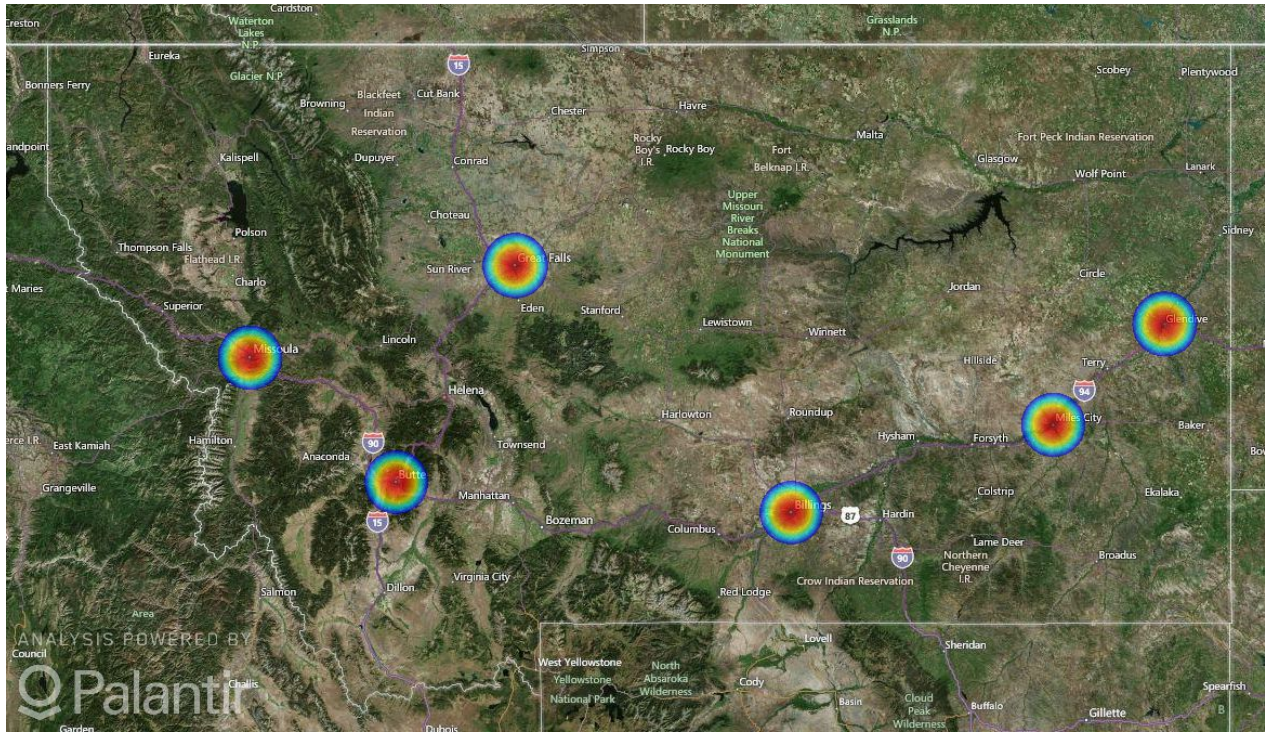 Creston
Cardston
Waterton
Lakes
N.P.
Grasslands
N.P.
Eureka
15
Simpson
Bonners Ferry
Glacier N.P.
Scobey
Plentywood
Browning
Blackfeet
Indian
Reservation
Cut Bank
Chester
Havre
Malta
Fort Peck Indian Reservation
Kalispell
Dupuyer
Conrad
Rocky
Boy's
I.R.
Rocky Boy
Fort
Belknap I.R.
Glasgow
Wolf Point
Lanark
Choteau
Upper
Missouri
River
Breaks
National
Monument
Polson
Sidney
Thompson Falls
Flathead I.R.
Sun River
Great Falls
Circle
t Maries
Superior
Charlo
Eden
Stanford
Jordan
Lewistown
Winnett
Glendive
Missoula
Lincoln
Hillside
Terry
Helena
94
Harlowton
Roundup
Miles City
Baker
erce I.R.
East Kamiah
Hamilton
90
Anaconda
Townsend
Hysham
Forsyth
Butte
Grangeville
Manhattan
Colstrip
Ekalaka
15
Bozeman
Columbus
Billings
87
Hardin
Lame Deer
90
Northern
Cheyenne
I.R.
Broadus
Salmon
Dillon
Virginia City
Red Lodge
Crow Indian Reservation
Area
ANALYSIS POWERED BY
Palantir
Council
Challis
West Yellowstone
Yellowstone
National Park
North
Absaroka
Wilderness
Lovell
Sheridan
Cody
Basin
Cloud
Peak
Wilderness
Buffalo
Gillette
Spearfish
B
Garden
Dubois